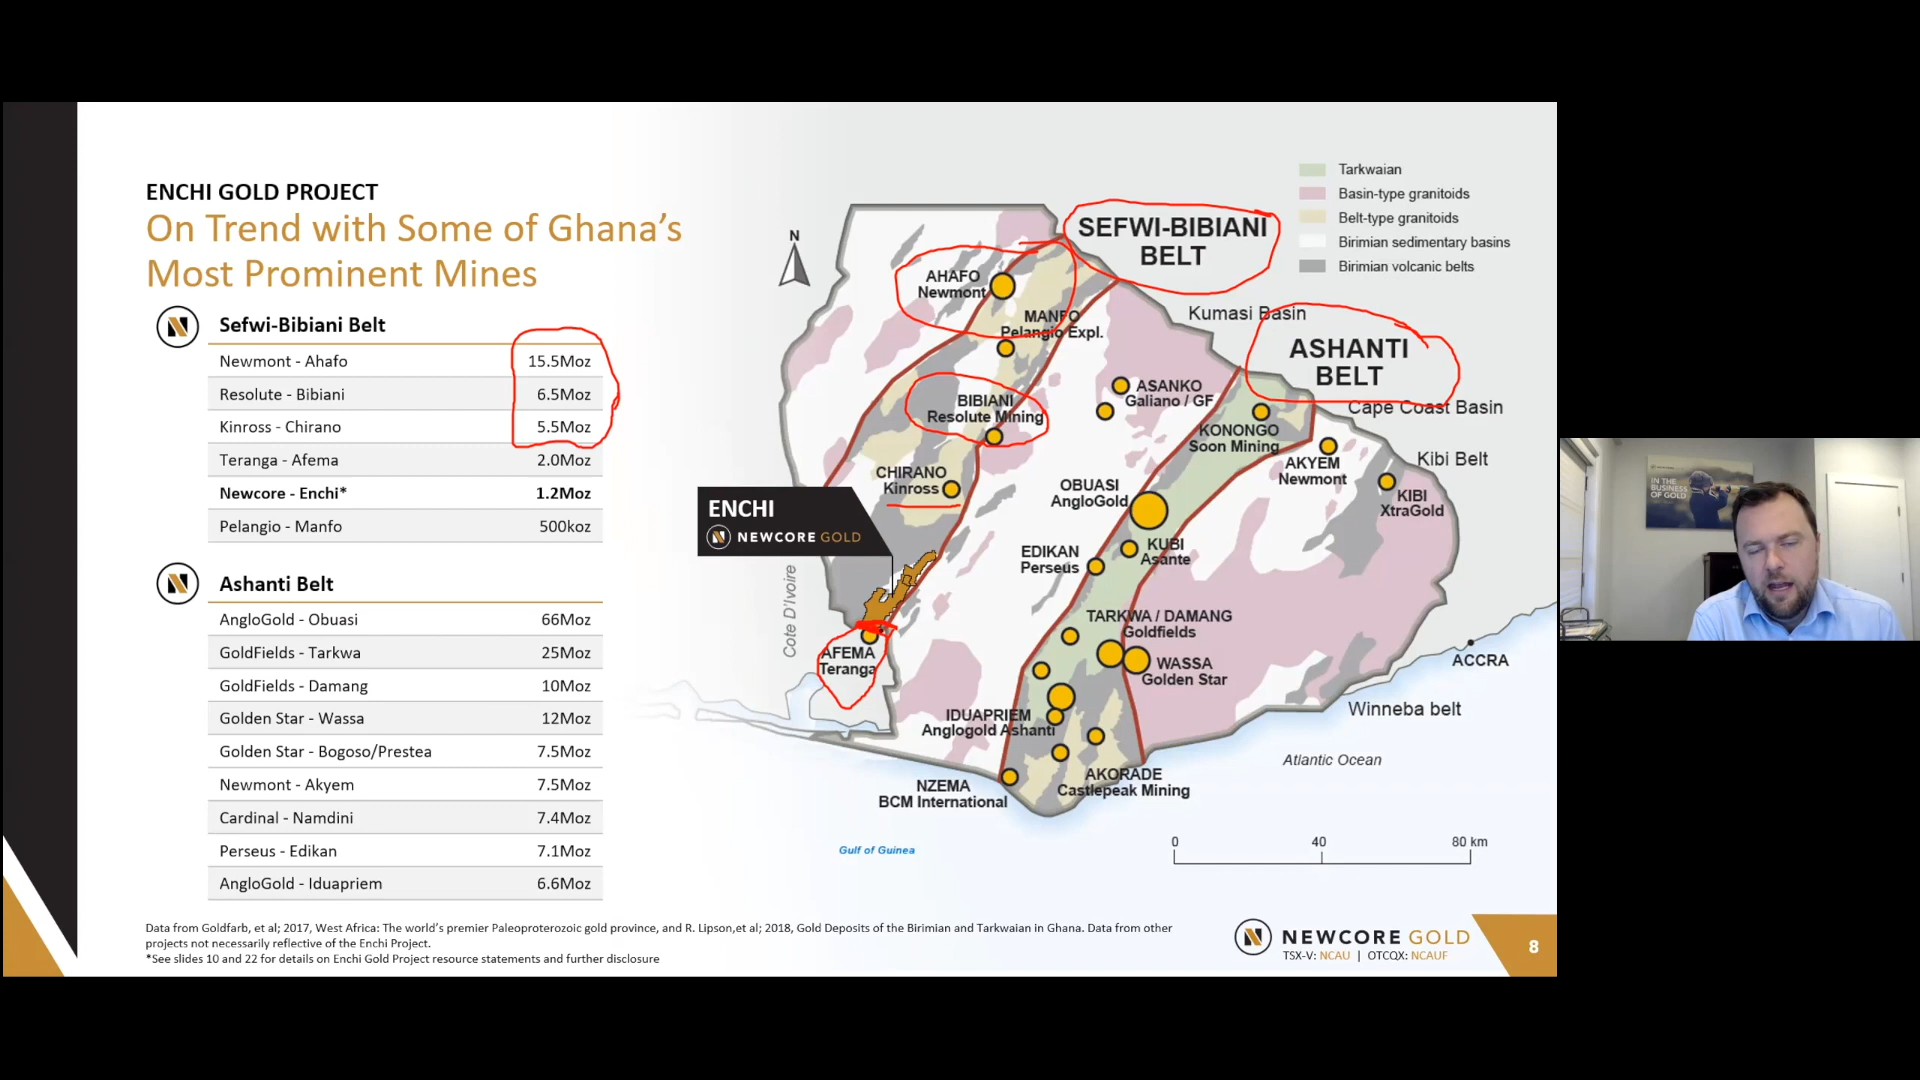 ENCHI GOLD PROJECT
On Trend with Some of Ghana's
Most Prominent Mines
Sefwi-Bibiani Belt
Newmont - Ahafo 15.5Moz
Resolute - Bibiani 6.5Moz
Kinross - Chirano 5.5Moz
Teranga - Afema 2.0Moz
Newcore - Enchi* 1.2Moz
Pelangio - Manfo 500koz
Ashanti Belt
AngloGold - Obuasi 66Moz
GoldFields - Tarkwa 25Moz
GoldFields - Damang 10Moz
Golden Star - Wassa 12Moz
Golden Star - Bogoso/Prestea 7.5Moz
Newmont - Akyem 7.5Moz
Cardinal - Namdini 7.4Moz
Perseus - Edikan 7.1Moz
AngloGold - Iduapriem 6.6Moz
Tarkwaian
Basin-type granitoids
Belt-type granitoids
Birimian sedimentary basins
Birimian volcanic belts
N
SEFWI-BIBIANI
BELT
AHAFO
Newmont
MANFO
Pelangio Expl.
Kumasi Basin
ASHANTI
BELT
Cape Coast Basin
BIBIANI
Resolute Mining
ASANKO
Galiano / GF
KONONGO
Soon Mining
AKYEM
Newmont
Kibi Belt
KIBI
XtraGold
CHIRANO
Kinross
OBUASI
AngloGold
ENCHI
NEWCORE GOLD
EDIKAN
Perseus
KUBI
Asante
Cote D'Ivoire
TARKWA / DAMANG
Goldfields
AFEMA
Teranga
WASSA
Golden Star
ACCRA
IDUAPRIEM
Anglogold Ashanti
Winneba belt
Atlantic Ocean
NZEMA
BCM International
AKORADE
Castlepeak Mining
Gulf of Guinea
0 40 80 km
Data from Goldfarb, et al; 2017, West Africa: The world's premier Paleoproterozoic gold province, and R. Lipson,et al; 2018, Gold Deposits of the Birimian and Tarkwaian in Ghana. Data from other
projects not necessarily reflective of the Enchi Project.
*See slides 10 and 22 for details on Enchi Gold Project resource statements and further disclosure
NEWCORE GOLD
TSX-V: NCAU | OTCQX: NCAUF
8
IN THE
BUSINESS
OF GOLD